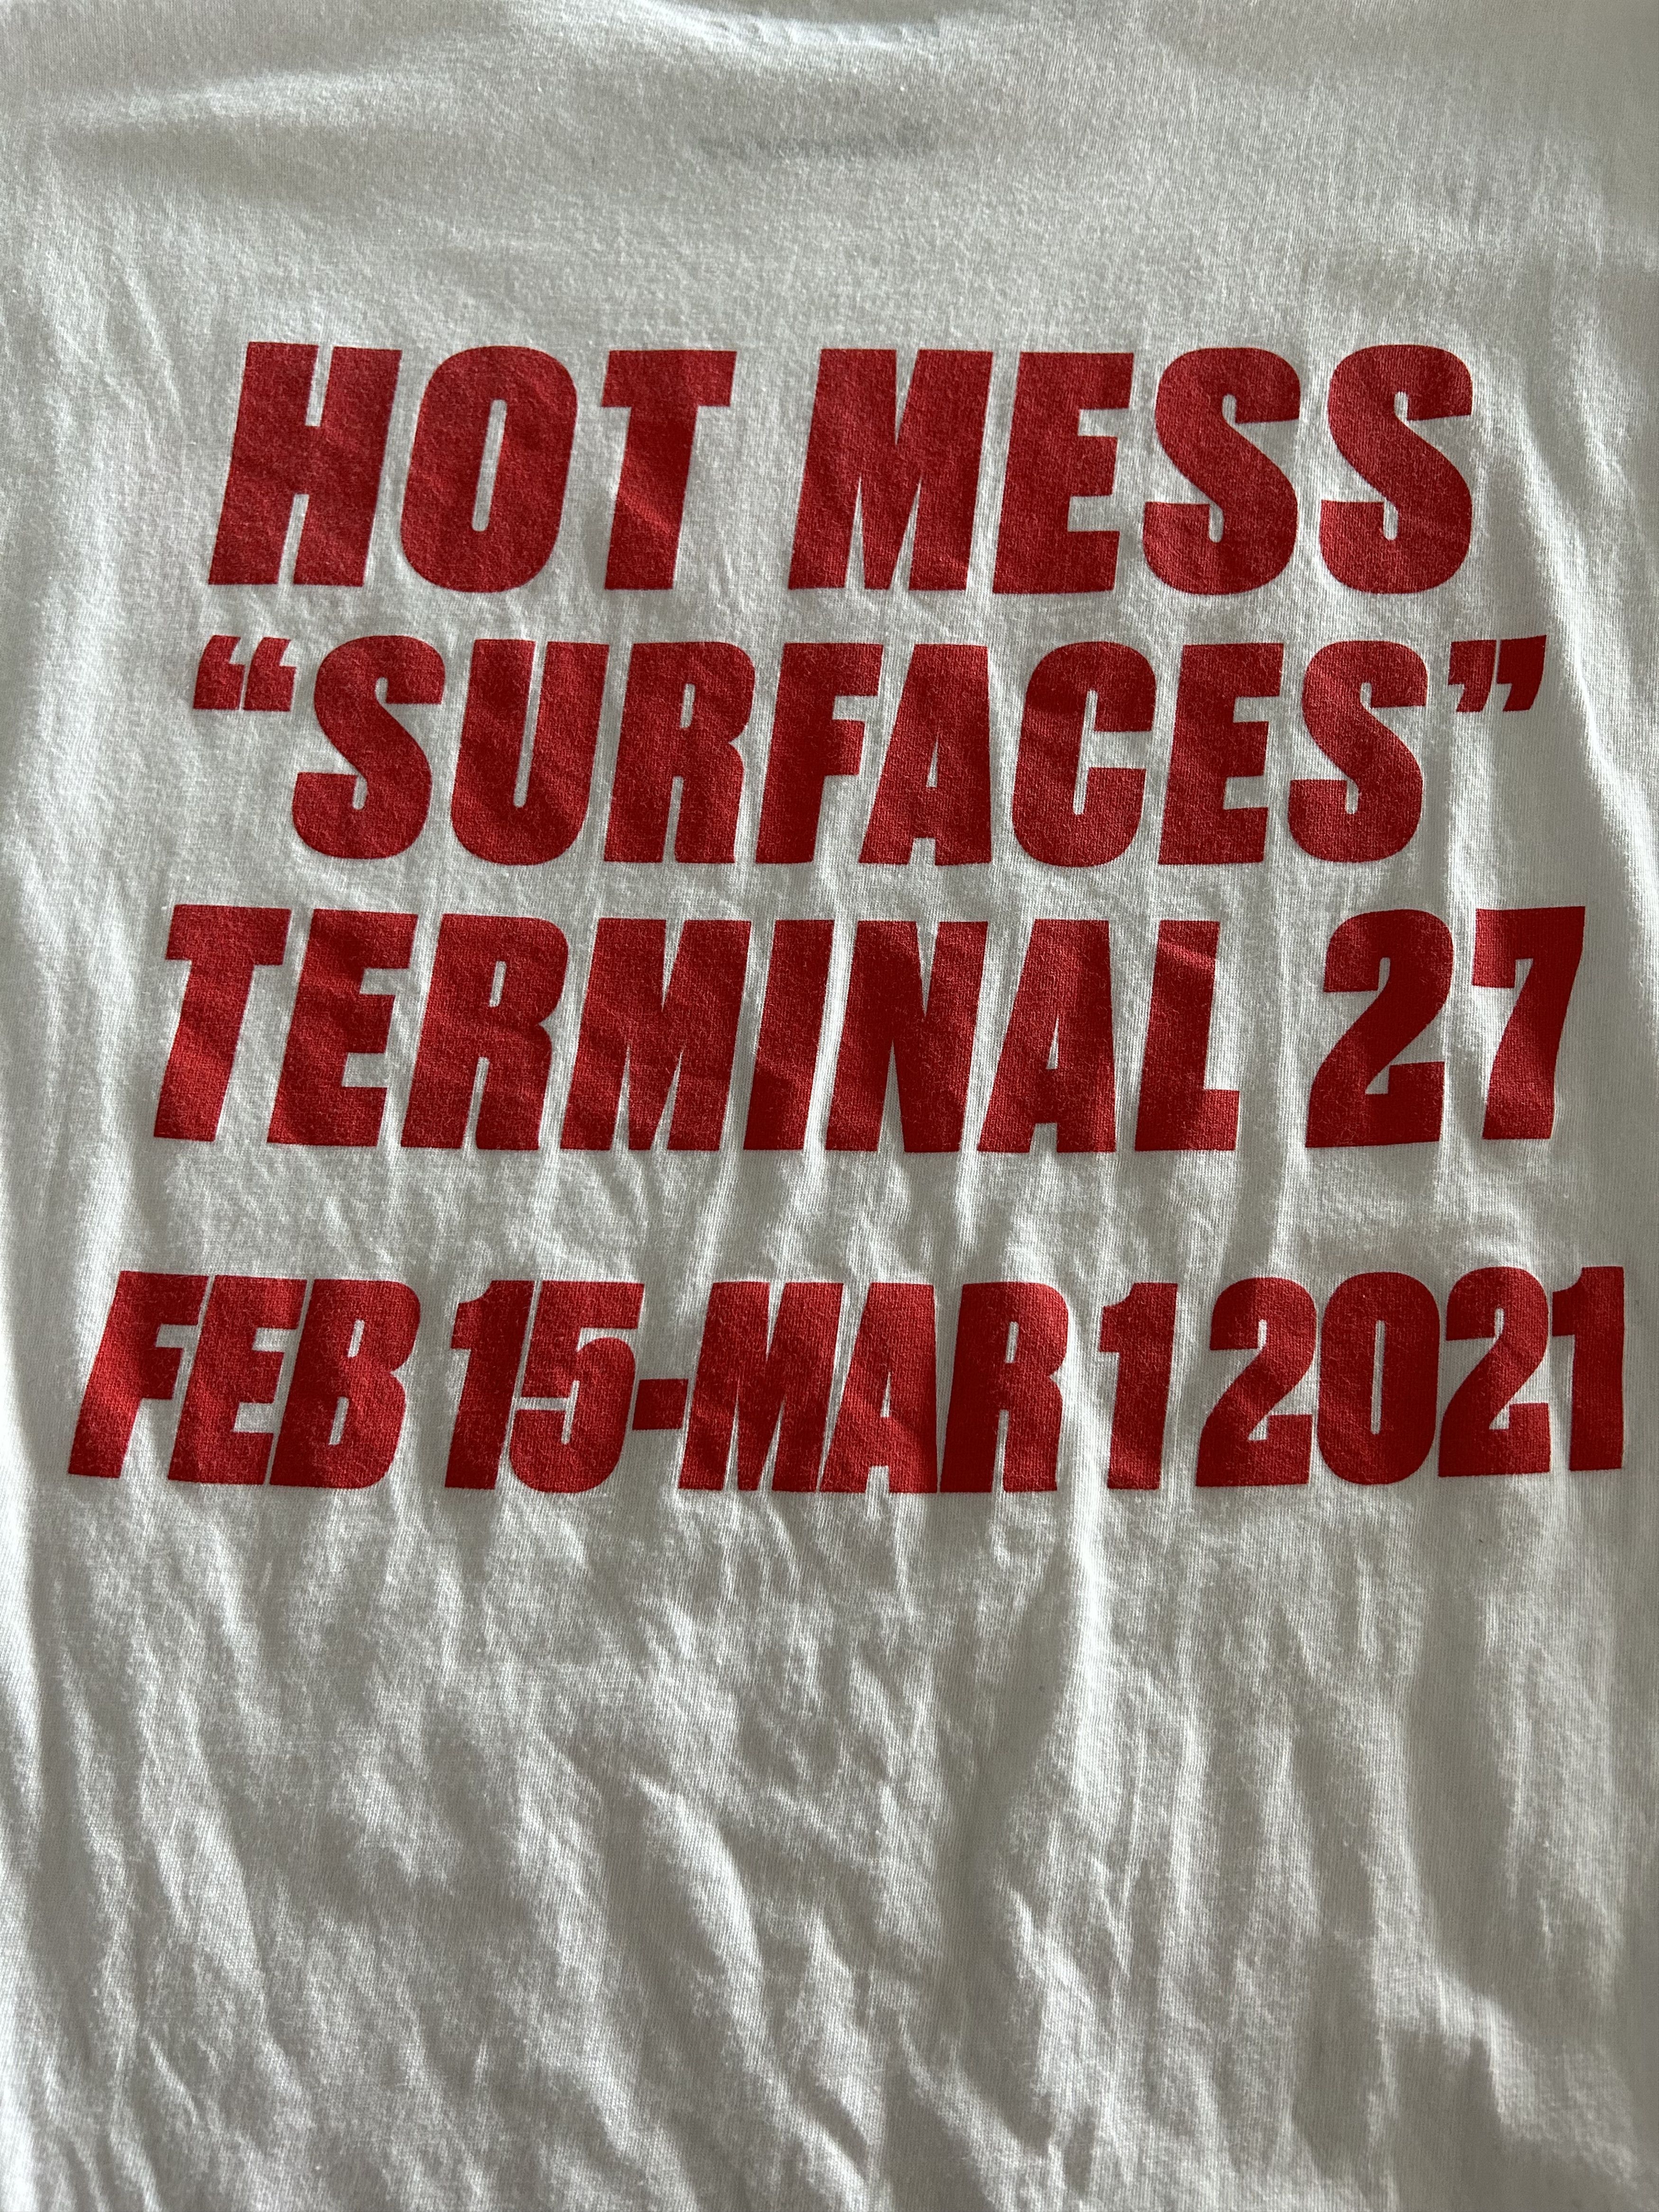 HOT MESS
“SURFACES”
TERMINAL 27
FEB 15-MAR 1 2021